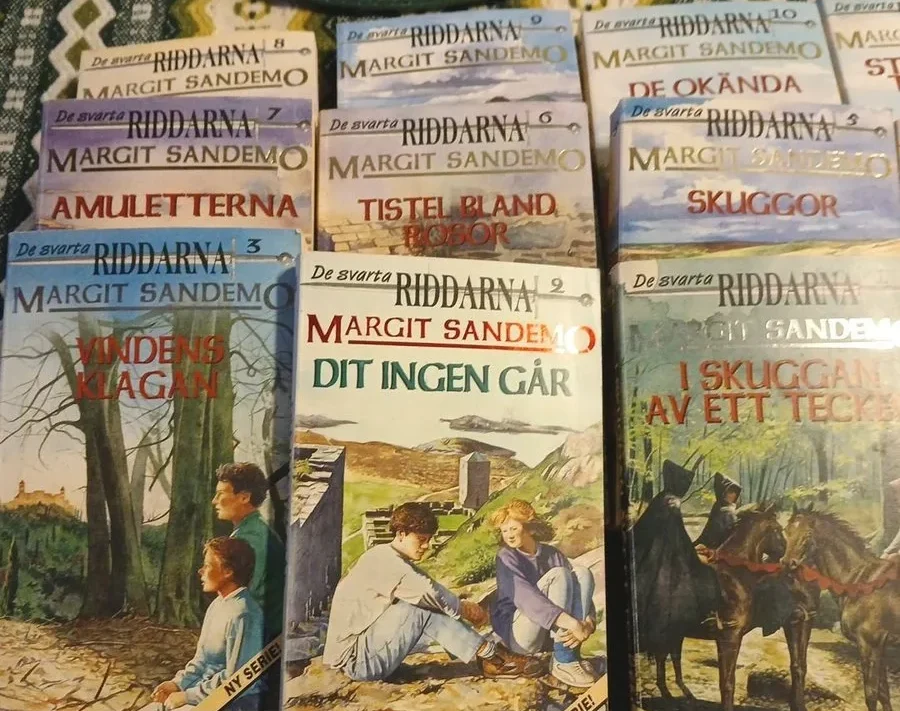 De svarta RIDDARNA 8
MARGIT SANDEMO
De svarta RIDDARNA 9
MARGIT SANDEMO
De svarta RIDDARNA 10
MARGIT SANDEMO
DE OKÄNDA
De svarta
De svarta RIDDARNA 7
MARGIT SANDEMO
AMULETTERNA
De svarta RIDDARNA 6
MARGIT SANDEMO
TISTEL BLAND
ROSOR
De svarta RIDDARNA 5
MARGIT SANDEMO
SKUGGOR
De svarta RIDDARNA 3
MARGIT SANDEMO
VINDENS
KLAGAN
NY SERIE!
De svarta RIDDARNA 2
MARGIT SANDEMO
DIT INGEN GÅR
De svarta RIDDARNA
MARGIT SANDEMO
I SKUGGAN
AV ETT TECKE